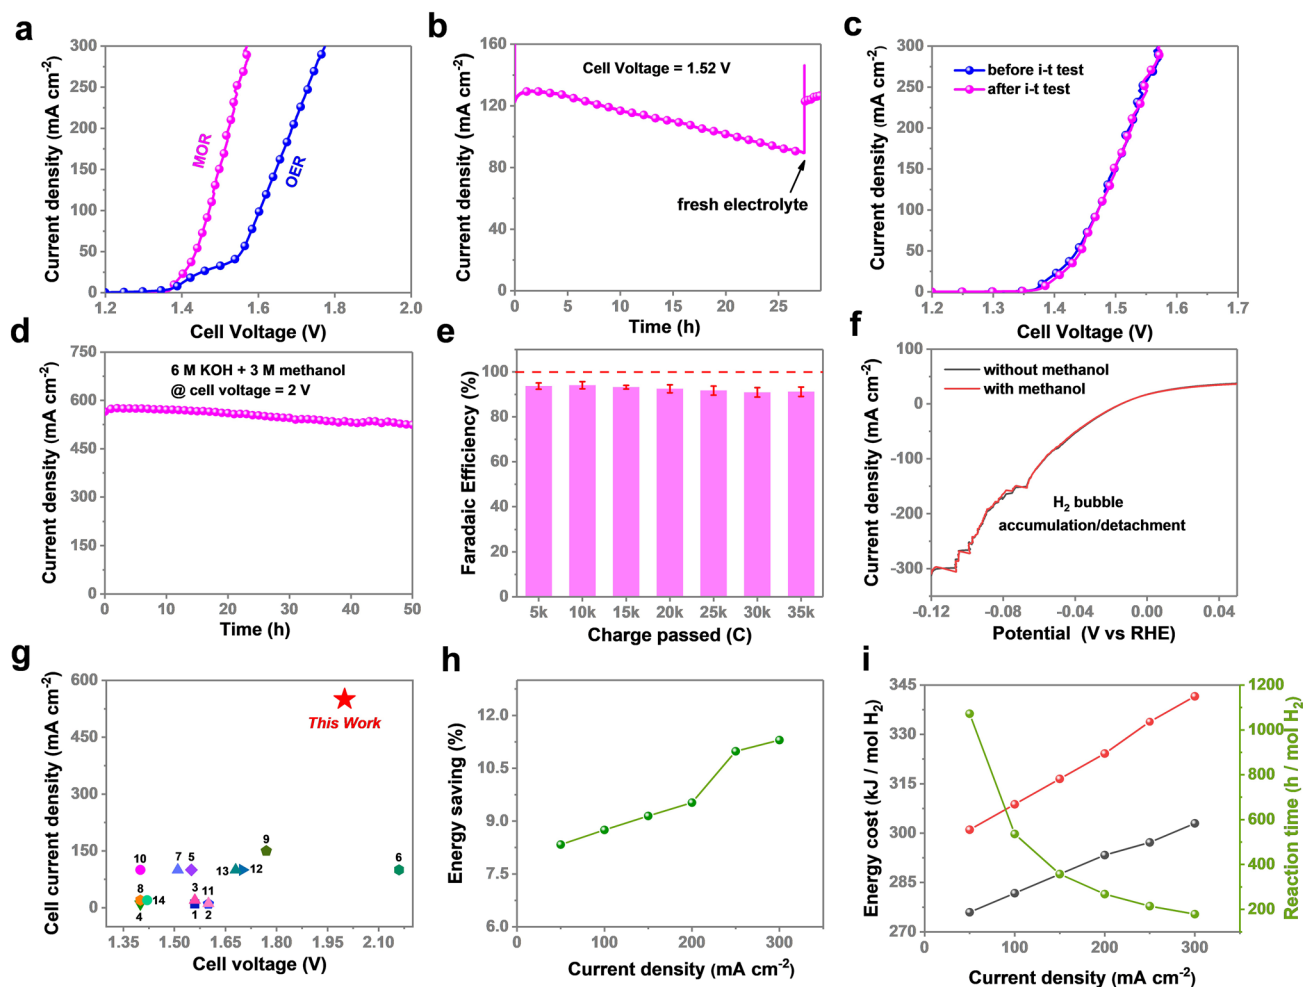 a
Current density (mA cm⁻²)
300
250
200
150
100
50
0
MOR
OER
1.2
1.4
1.6
1.8
2.0
Cell Voltage (V)
b
Current density (mA cm⁻²)
160
120
80
40
0
Cell Voltage = 1.52 V
fresh electrolyte
0
5
10
15
20
25
Time (h)
c
Current density (mA cm⁻²)
300
250
200
150
100
50
0
before i-t test
after i-t test
1.2
1.3
1.4
1.5
1.6
1.7
Cell Voltage (V)
d
Current density (mA cm⁻²)
750
600
450
300
150
0
6 M KOH + 3 M methanol
@ cell voltage = 2 V
0
10
20
30
40
50
Time (h)
e
Faradaic Efficiency (%)
100
80
60
40
20
0
5k
10k
15k
20k
25k
30k
35k
Charge passed (C)
f
Current density (mA cm⁻²)
100
0
-100
-200
-300
without methanol
with methanol
H₂ bubble
accumulation/detachment
-0.12
-0.08
-0.04
0.00
0.04
Potential (V vs RHE)
g
Cell current density (mA cm⁻²)
600
450
300
150
0
This Work
10
7
5
13
12
9
6
8
14
4
3
11
1
2
1.35
1.50
1.65
1.80
1.95
2.10
Cell voltage (V)
h
Energy saving (%)
12.0
10.5
9.0
7.5
6.0
0
100
200
300
Current density (mA cm⁻²)
i
Energy cost (kJ / mol H₂)
345
330
315
300
285
270
Reaction time (h / mol H₂)
1200
1000
800
600
400
200
0
100
200
300
Current density (mA cm⁻²)